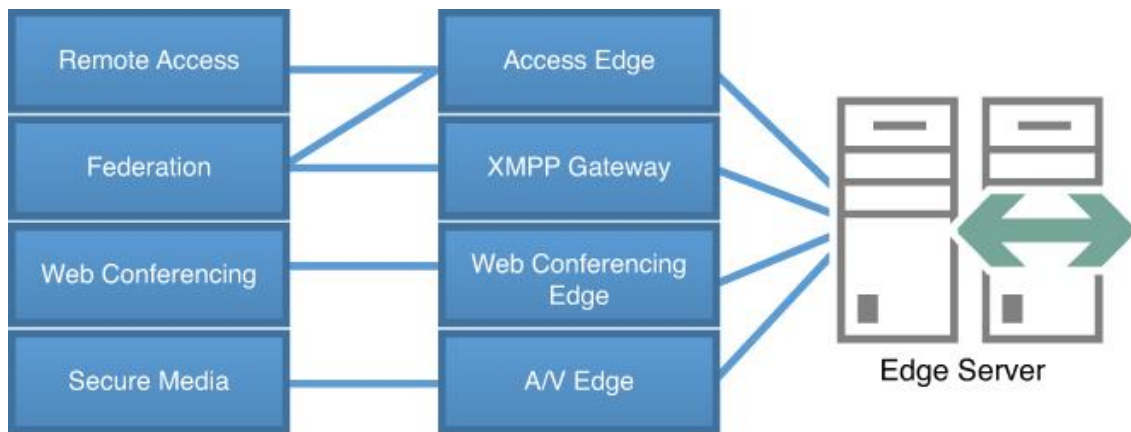 Remote Access
Access Edge
Federation
XMPP Gateway
Web Conferencing
Web Conferencing
Edge
Secure Media
A/V Edge
Edge Server